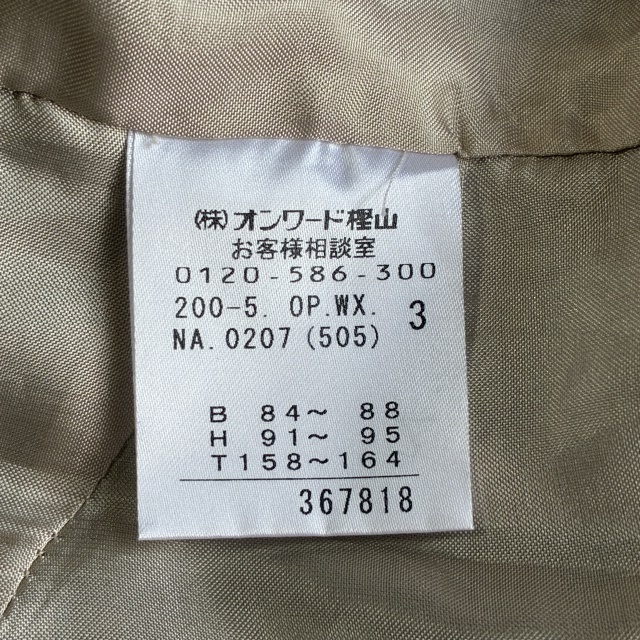 (株)オンワード樫山
お客様相談室
0120-586-300
200-5. OP.WX. 3
NA.0207(505)
B 84～ 88
H 91～ 95
T158～164
367818